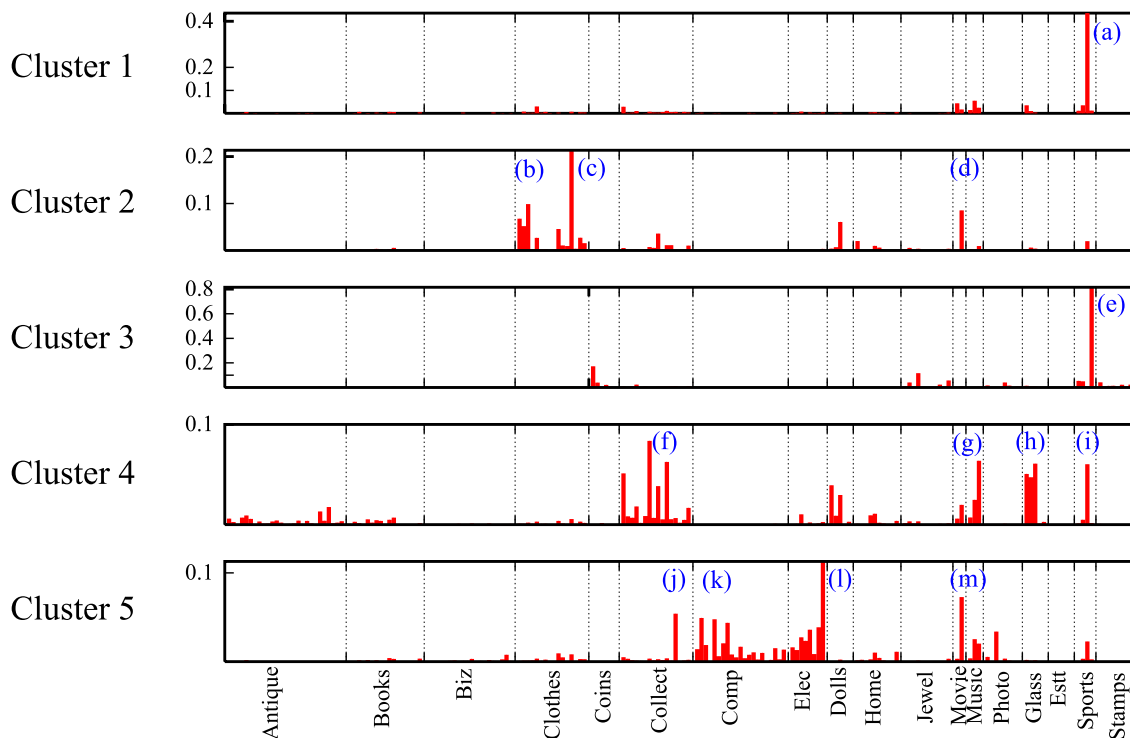 Cluster 1
0.4
0.2
0.1
(a)
Cluster 2
0.2
0.1
(b)
(c)
(d)
Cluster 3
0.8
0.6
0.4
0.2
(e)
Cluster 4
0.1
(f)
(g)
(h)
(i)
Cluster 5
0.1
(j)
(k)
(l)
(m)
Antique
Books
Biz
Clothes
Coins
Collect
Comp
Elec
Dolls
Home
Jewel
Movie
Music
Photo
Glass
Estt
Sports
Stamps